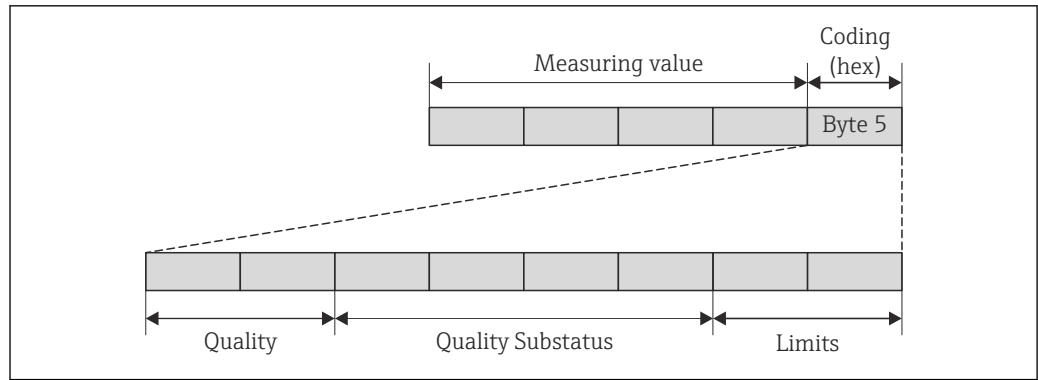 Coding
(hex)
Measuring value
Byte 5
Quality
Quality Substatus
Limits